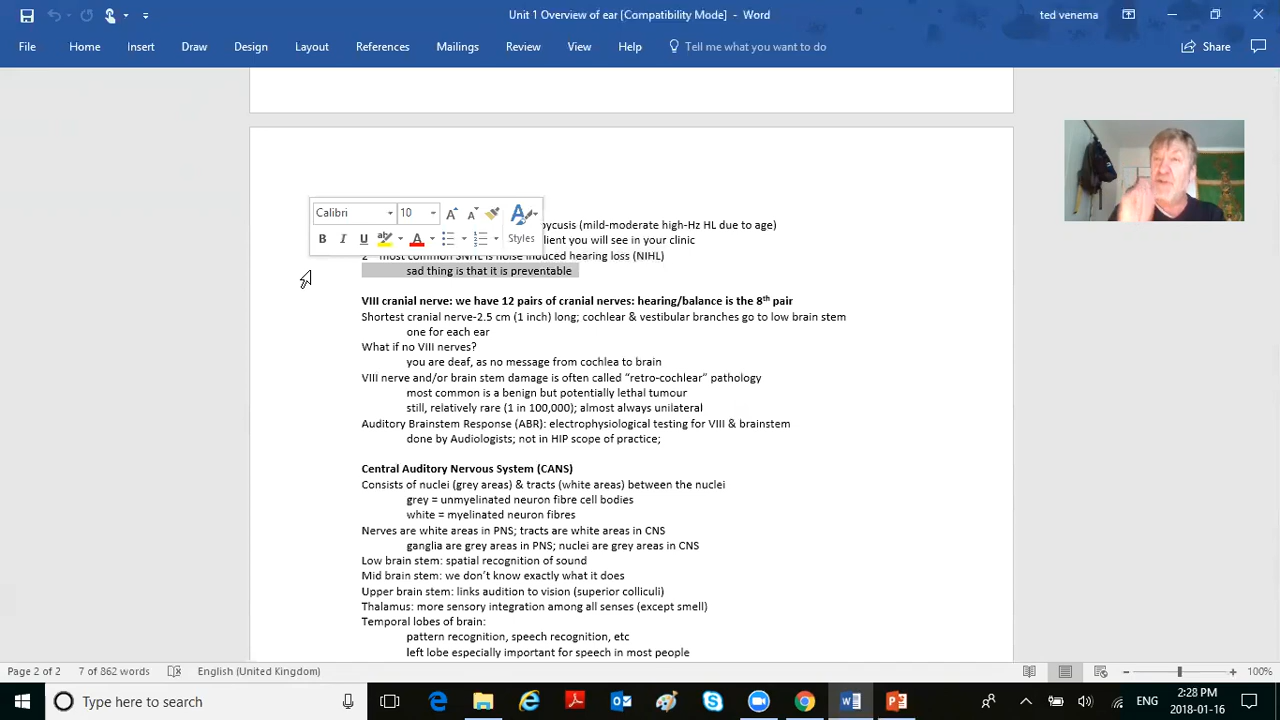 Unit 1 Overview of ear [Compatibility Mode] - Word
ted venema
File Home Insert Draw Design Layout References Mailings Review View Help Tell me what you want to do Share
Calibri 10
B I U A Styles
ycusis (mild-moderate high-Hz HL due to age)
lient you will see in your clinic
2 most common SNHL is noise induced hearing loss (NIHL)
sad thing is that it is preventable
VIII cranial nerve: we have 12 pairs of cranial nerves: hearing/balance is the 8th pair
Shortest cranial nerve-2.5 cm (1 inch) long; cochlear & vestibular branches go to low brain stem
one for each ear
What if no VIII nerves?
you are deaf, as no message from cochlea to brain
VIII nerve and/or brain stem damage is often called “retro-cochlear” pathology
most common is a benign but potentially lethal tumour
still, relatively rare (1 in 100,000); almost always unilateral
Auditory Brainstem Response (ABR): electrophysiological testing for VIII & brainstem
done by Audiologists; not in HIP scope of practice;
Central Auditory Nervous System (CANS)
Consists of nuclei (grey areas) & tracts (white areas) between the nuclei
grey = unmyelinated neuron fibre cell bodies
white = myelinated neuron fibres
Nerves are white areas in PNS; tracts are white areas in CNS
ganglia are grey areas in PNS; nuclei are grey areas in CNS
Low brain stem: spatial recognition of sound
Mid brain stem: we don’t know exactly what it does
Upper brain stem: links audition to vision (superior colliculi)
Thalamus: more sensory integration among all senses (except smell)
Temporal lobes of brain:
pattern recognition, speech recognition, etc
left lobe especially important for speech in most people
Page 2 of 2 7 of 862 words English (United Kingdom) 100%
Type here to search
ENG
2:28 PM
2018-01-16